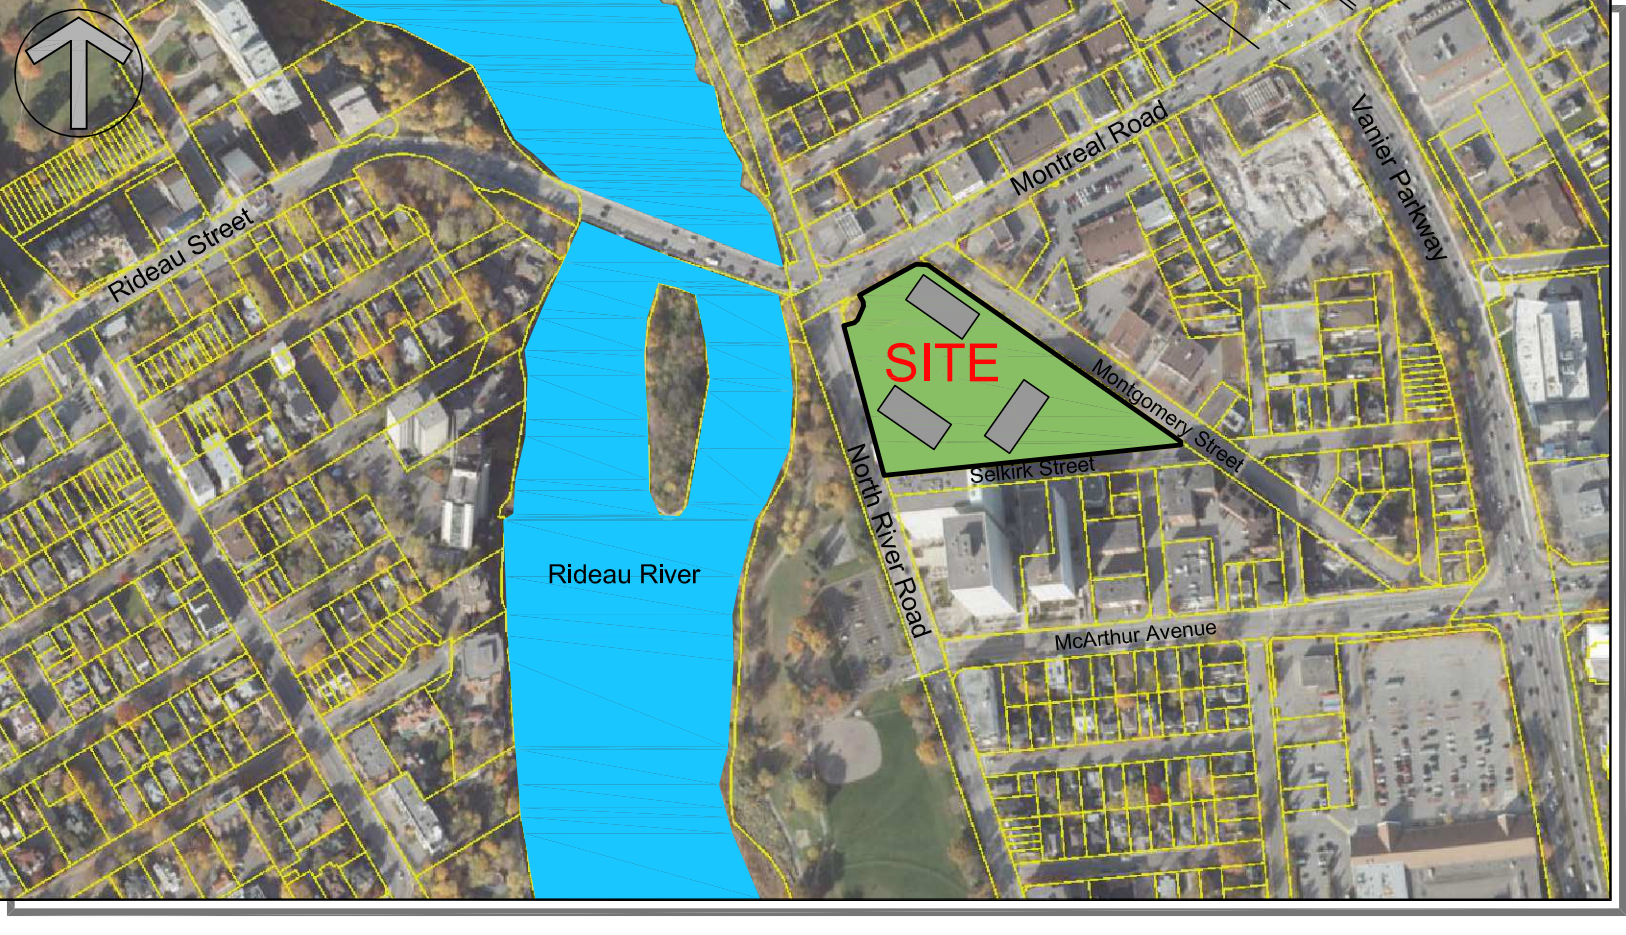 Montreal Road
Vanier Parkway
Rideau Street
SITE
Montgomery Street
Selkirk Street
North River Road
Rideau River
McArthur Avenue